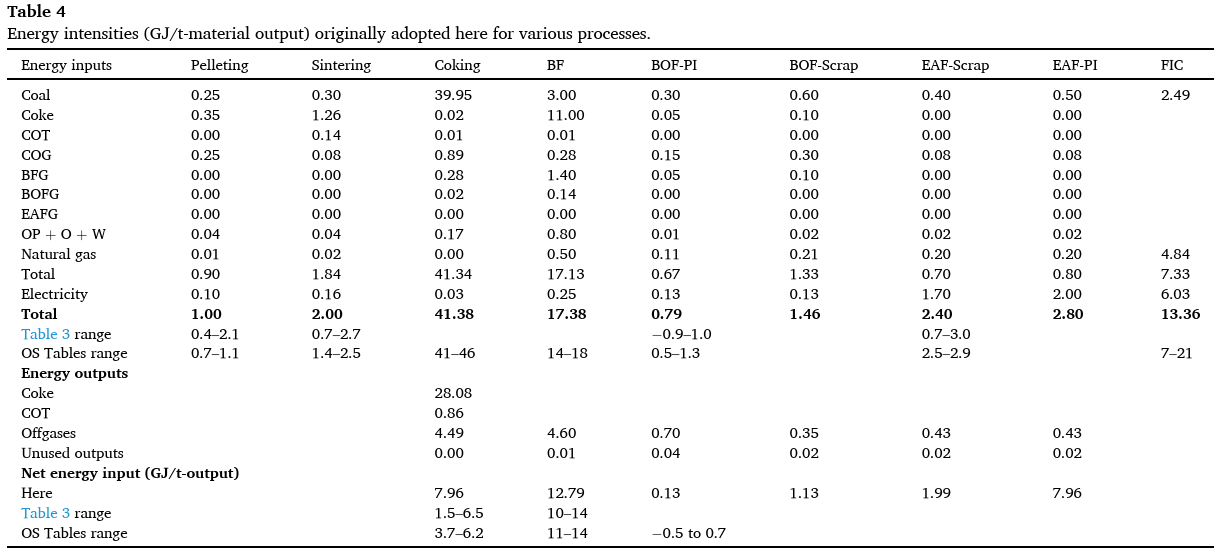 Table 4
Energy intensities (GJ/t-material output) originally adopted here for various processes.
Energy inputs Pelleting Sintering Coking BF BOF-PI BOF-Scrap EAF-Scrap EAF-PI FIC
Coal 0.25 0.30 39.95 3.00 0.30 0.60 0.40 0.50 2.49
Coke 0.35 1.26 0.02 11.00 0.05 0.10 0.00 0.00
COT 0.00 0.14 0.01 0.01 0.00 0.00 0.00 0.00
COG 0.25 0.08 0.89 0.28 0.15 0.30 0.08 0.08
BFG 0.00 0.00 0.28 1.40 0.05 0.10 0.00 0.00
BOFG 0.00 0.00 0.02 0.14 0.00 0.00 0.00 0.00
EAFG 0.00 0.00 0.00 0.00 0.00 0.00 0.00 0.00
OP + O + W 0.04 0.04 0.17 0.80 0.01 0.02 0.02 0.02
Natural gas 0.01 0.02 0.00 0.50 0.11 0.21 0.20 0.20 4.84
Total 0.90 1.84 41.34 17.13 0.67 1.33 0.70 0.80 7.33
Electricity 0.10 0.16 0.03 0.25 0.13 0.13 1.70 2.00 6.03
Total 1.00 2.00 41.38 17.38 0.79 1.46 2.40 2.80 13.36
Table 3 range 0.4–2.1 0.7–2.7 −0.9–1.0 0.7–3.0
OS Tables range 0.7–1.1 1.4–2.5 41–46 14–18 0.5–1.3 2.5–2.9 7–21
Energy outputs
Coke 28.08
COT 0.86
Offgases 4.49 4.60 0.70 0.35 0.43 0.43
Unused outputs 0.00 0.01 0.04 0.02 0.02 0.02
Net energy input (GJ/t-output)
Here 7.96 12.79 0.13 1.13 1.99 7.96
Table 3 range 1.5–6.5 10–14
OS Tables range 3.7–6.2 11–14 −0.5 to 0.7